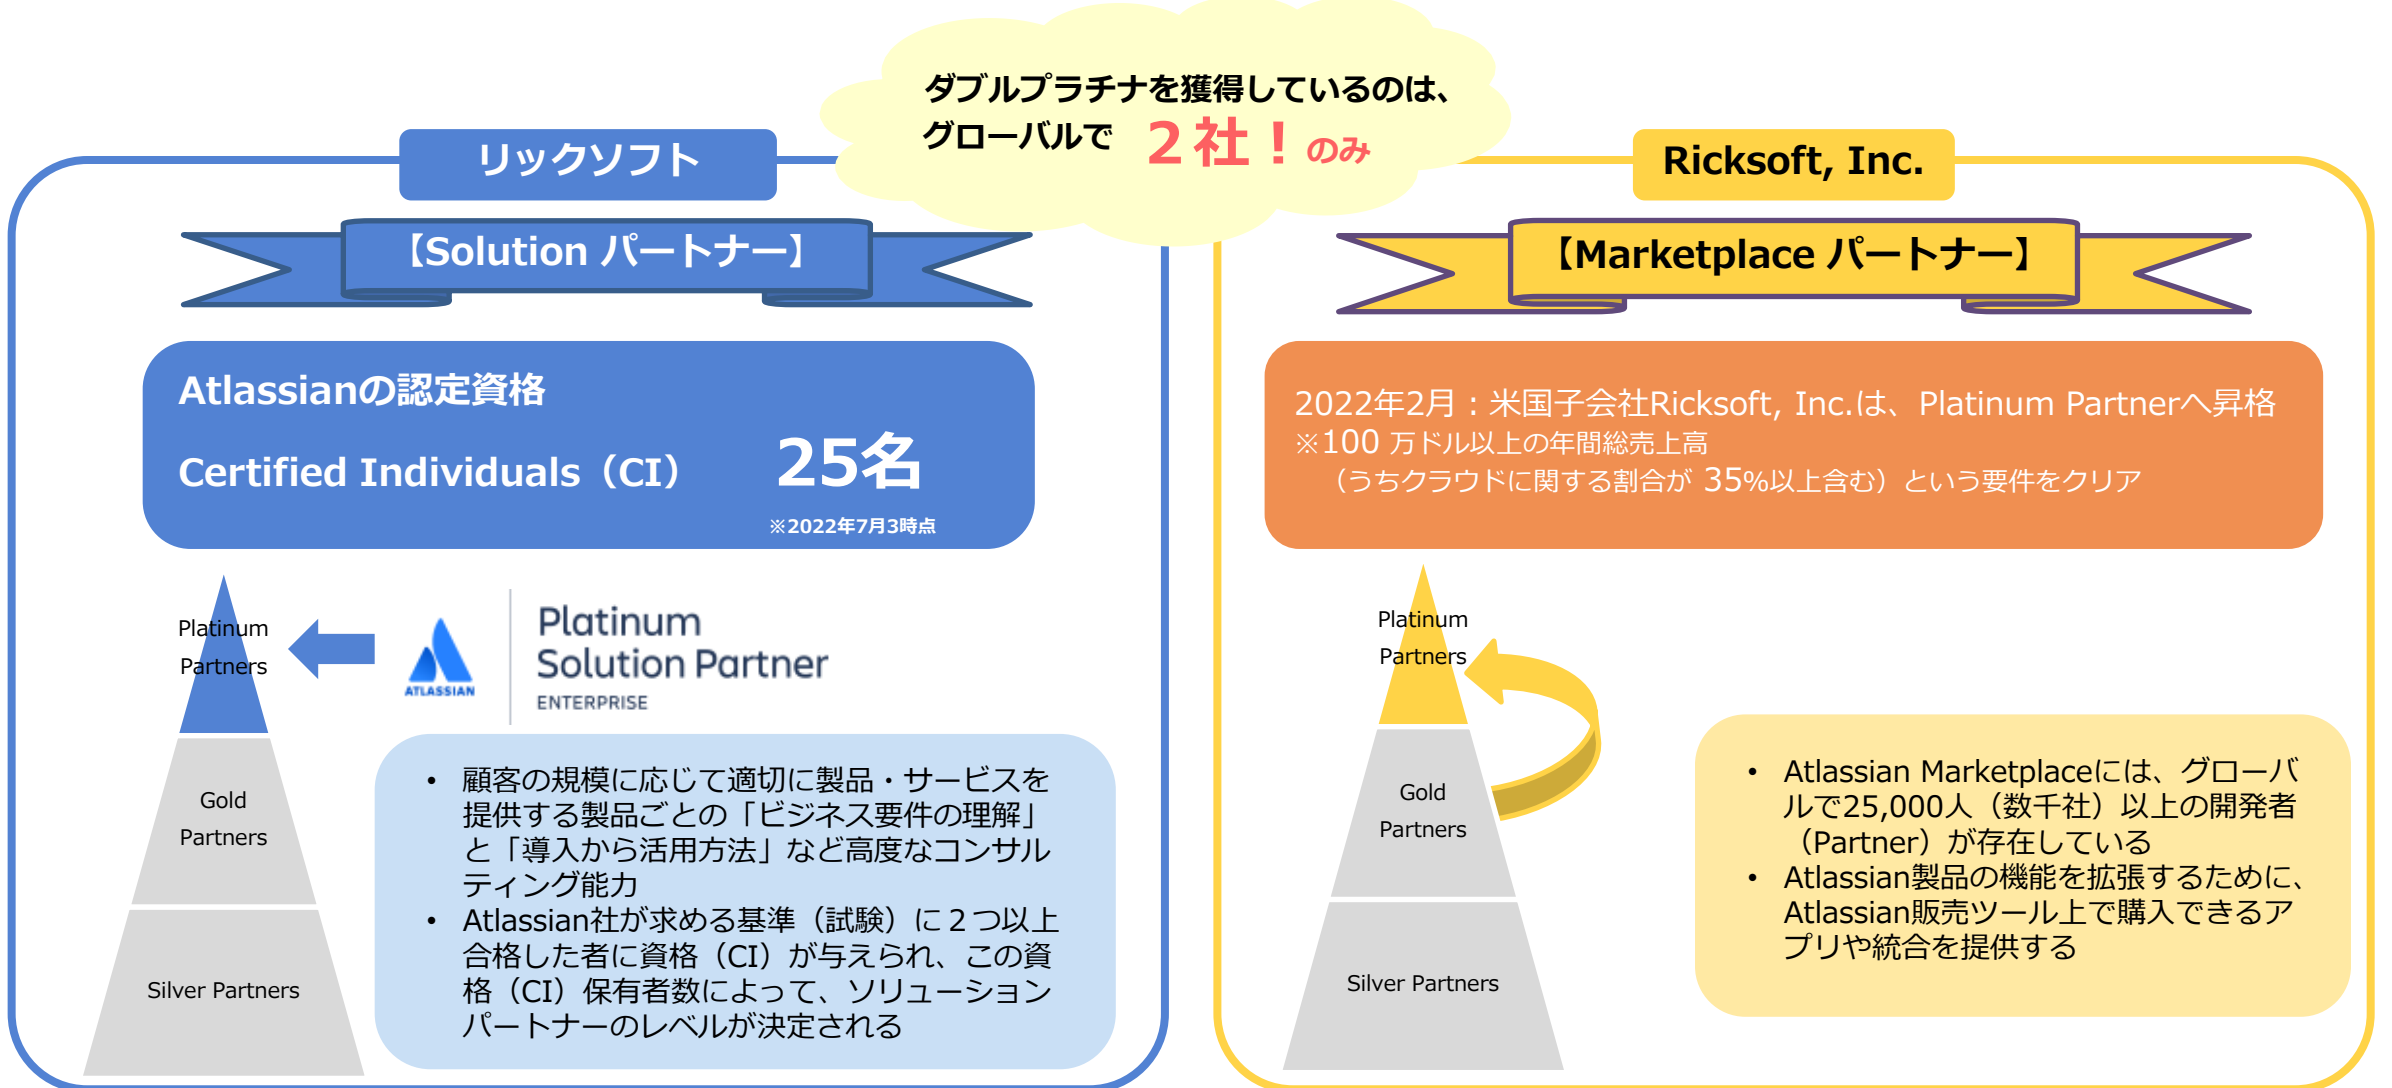 ダブルプラチナを獲得しているのは、
グローバルで 2社！のみ
リックソフト
【Solution パートナー】
Atlassianの認定資格
Certified Individuals（CI） 25名
※2022年7月3時点
Platinum
Partners
Gold
Partners
Silver Partners
ATLASSIAN
Platinum
Solution Partner
ENTERPRISE
• 顧客の規模に応じて適切に製品・サービスを
提供する製品ごとの「ビジネス要件の理解」
と「導入から活用方法」など高度なコンサル
ティング能力
• Atlassian社が求める基準（試験）に２つ以上
合格した者に資格（CI）が与えられ、この資
格（CI）保有者数によって、ソリューション
パートナーのレベルが決定される
Ricksoft, Inc.
【Marketplace パートナー】
2022年2月：米国子会社Ricksoft, Inc.は、Platinum Partnerへ昇格
※100 万ドル以上の年間総売上高
（うちクラウドに関する割合が 35%以上含む）という要件をクリア
Platinum
Partners
Gold
Partners
Silver Partners
• Atlassian Marketplaceには、グローバ
ルで25,000人（数千社）以上の開発者
（Partner）が存在している
• Atlassian製品の機能を拡張するために、
Atlassian販売ツール上で購入できるア
プリや統合を提供する